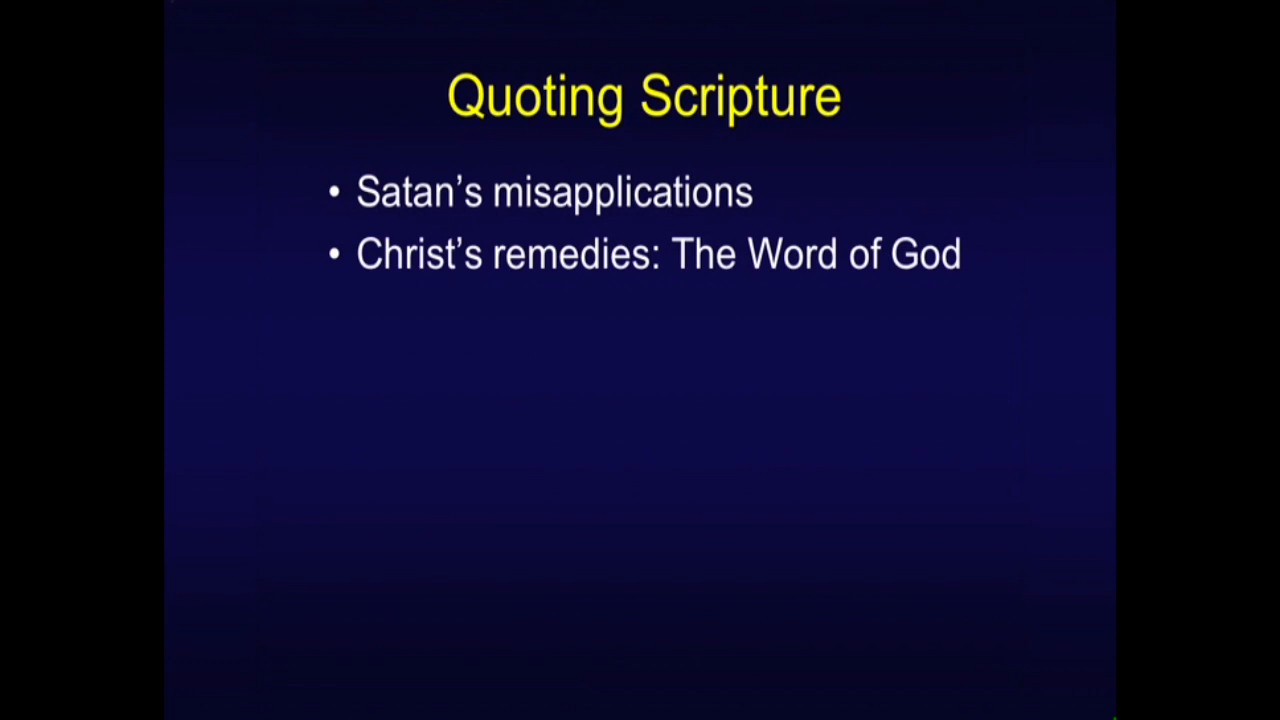 Quoting Scripture
• Satan’s misapplications
• Christ’s remedies: The Word of God